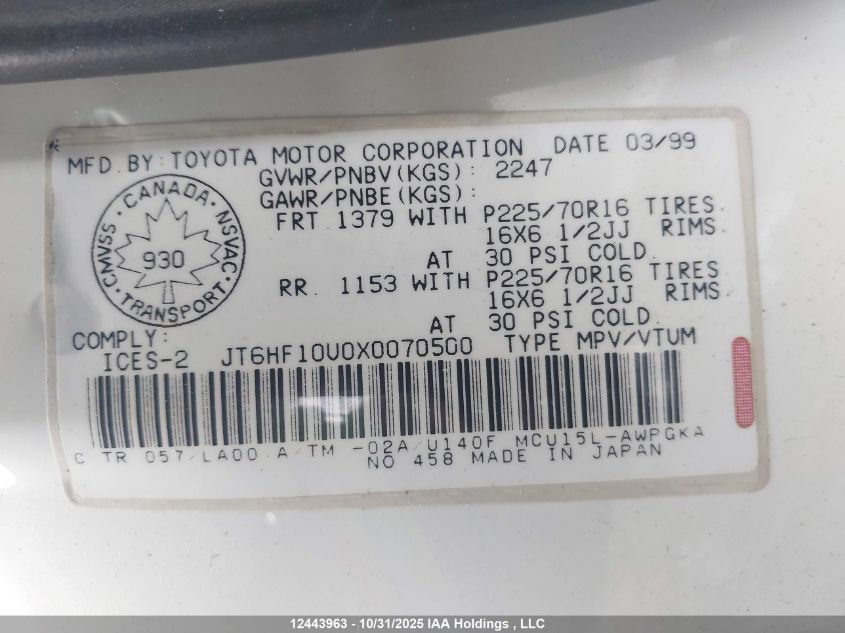 MFD. BY: TOYOTA MOTOR CORPORATION DATE 03/99
GVWR/PNBV(KGS): 2247
GAWR/PNBE(KGS):
FRT 1379 WITH P225/70R16 TIRES.
16X6 1/2JJ RIMS.
AT 30 PSI COLD.
RR. 1153 WITH P225/70R16 TIRES
16X6 1/2JJ RIMS.
AT 30 PSI COLD.
CMVSS · CANADA · NSVAC · TRANSPORT ·
930
COMPLY:
ICES-2 JT6HF10U0X0070500 TYPE MPV/VTUM
C TR 057/LA00 A/TM -02A/U140F MCU15L-AWPGKA
NO 458 MADE IN JAPAN
12443963 - 10/31/2025 IAA Holdings , LLC